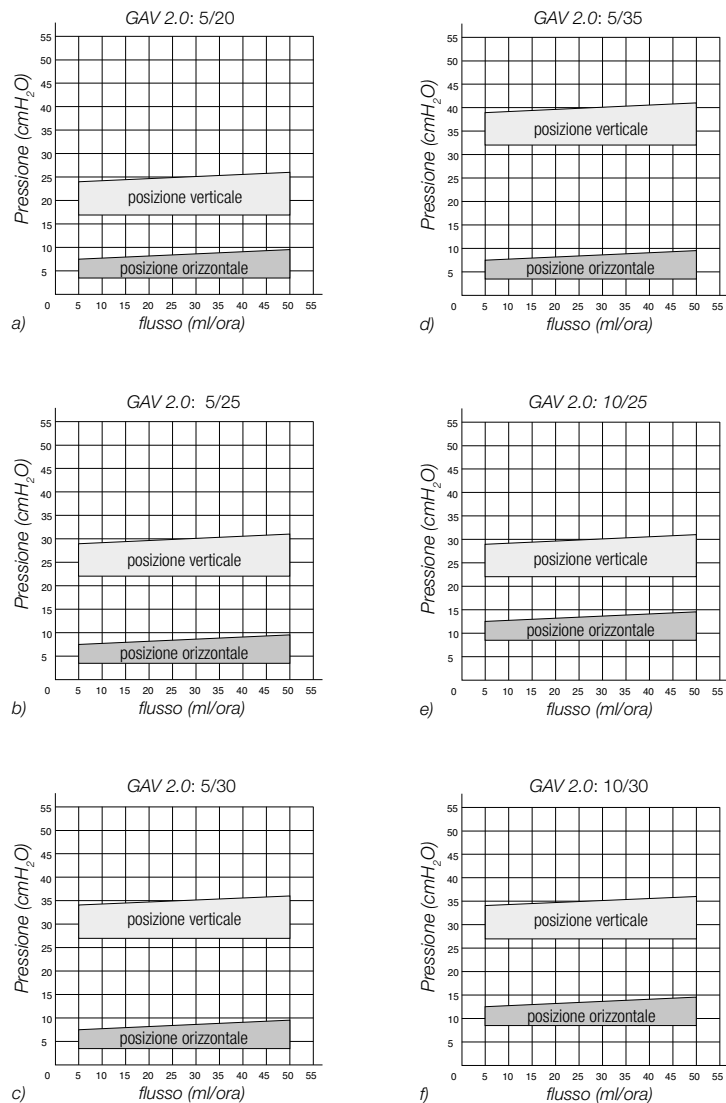 GAV 2.0: 5/20
Pressione (cmH₂O)
55
50
45
40
35
30
25
20
15
10
5
0
posizione verticale
posizione orizzontale
5 10 15 20 25 30 35 40 45 50 55
flusso (ml/ora)
a)
GAV 2.0: 5/35
Pressione (cmH₂O)
55
50
45
40
35
30
25
20
15
10
5
0
posizione verticale
posizione orizzontale
5 10 15 20 25 30 35 40 45 50 55
flusso (ml/ora)
d)
GAV 2.0: 5/25
Pressione (cmH₂O)
55
50
45
40
35
30
25
20
15
10
5
0
posizione verticale
posizione orizzontale
5 10 15 20 25 30 35 40 45 50 55
flusso (ml/ora)
b)
GAV 2.0: 10/25
Pressione (cmH₂O)
55
50
45
40
35
30
25
20
15
10
5
0
posizione verticale
posizione orizzontale
5 10 15 20 25 30 35 40 45 50 55
flusso (ml/ora)
e)
GAV 2.0: 5/30
Pressione (cmH₂O)
55
50
45
40
35
30
25
20
15
10
5
0
posizione verticale
posizione orizzontale
5 10 15 20 25 30 35 40 45 50 55
flusso (ml/ora)
c)
GAV 2.0: 10/30
Pressione (cmH₂O)
55
50
45
40
35
30
25
20
15
10
5
0
posizione verticale
posizione orizzontale
5 10 15 20 25 30 35 40 45 50 55
flusso (ml/ora)
f)